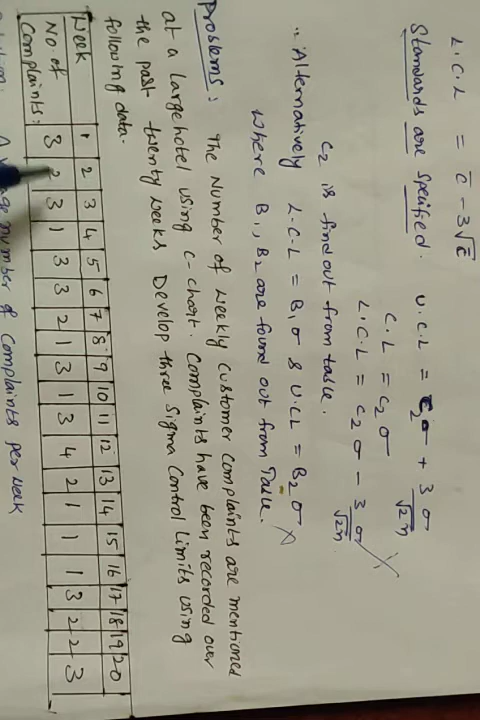 L.C.L = c̄ - 3√c̄
Standards are specified. U.C.L = c₂σ + 3σ/√2n
C.L = c₂σ
L.C.L = c₂σ - 3σ/√2n
c₂ is find out from table.
∴ Alternatively L.C.L = B₁σ & U.C.L = B₂σ
Where B₁, B₂ are found out from Table.
Problems: The Number of weekly customer complaints are mentioned
at a large hotel using c-chart. Complaints have been recorded over
the past twenty weeks. Develop three sigma Control Limits using
following data.
Week 1 2 3 4 5 6 7 8 9 10 11 12 13 14 15 16 17 18 19 20
No of Complaints: 3 2 3 1 3 3 2 1 3 1 3 4 2 1 1 1 3 2 2 3
number of Complaints per week